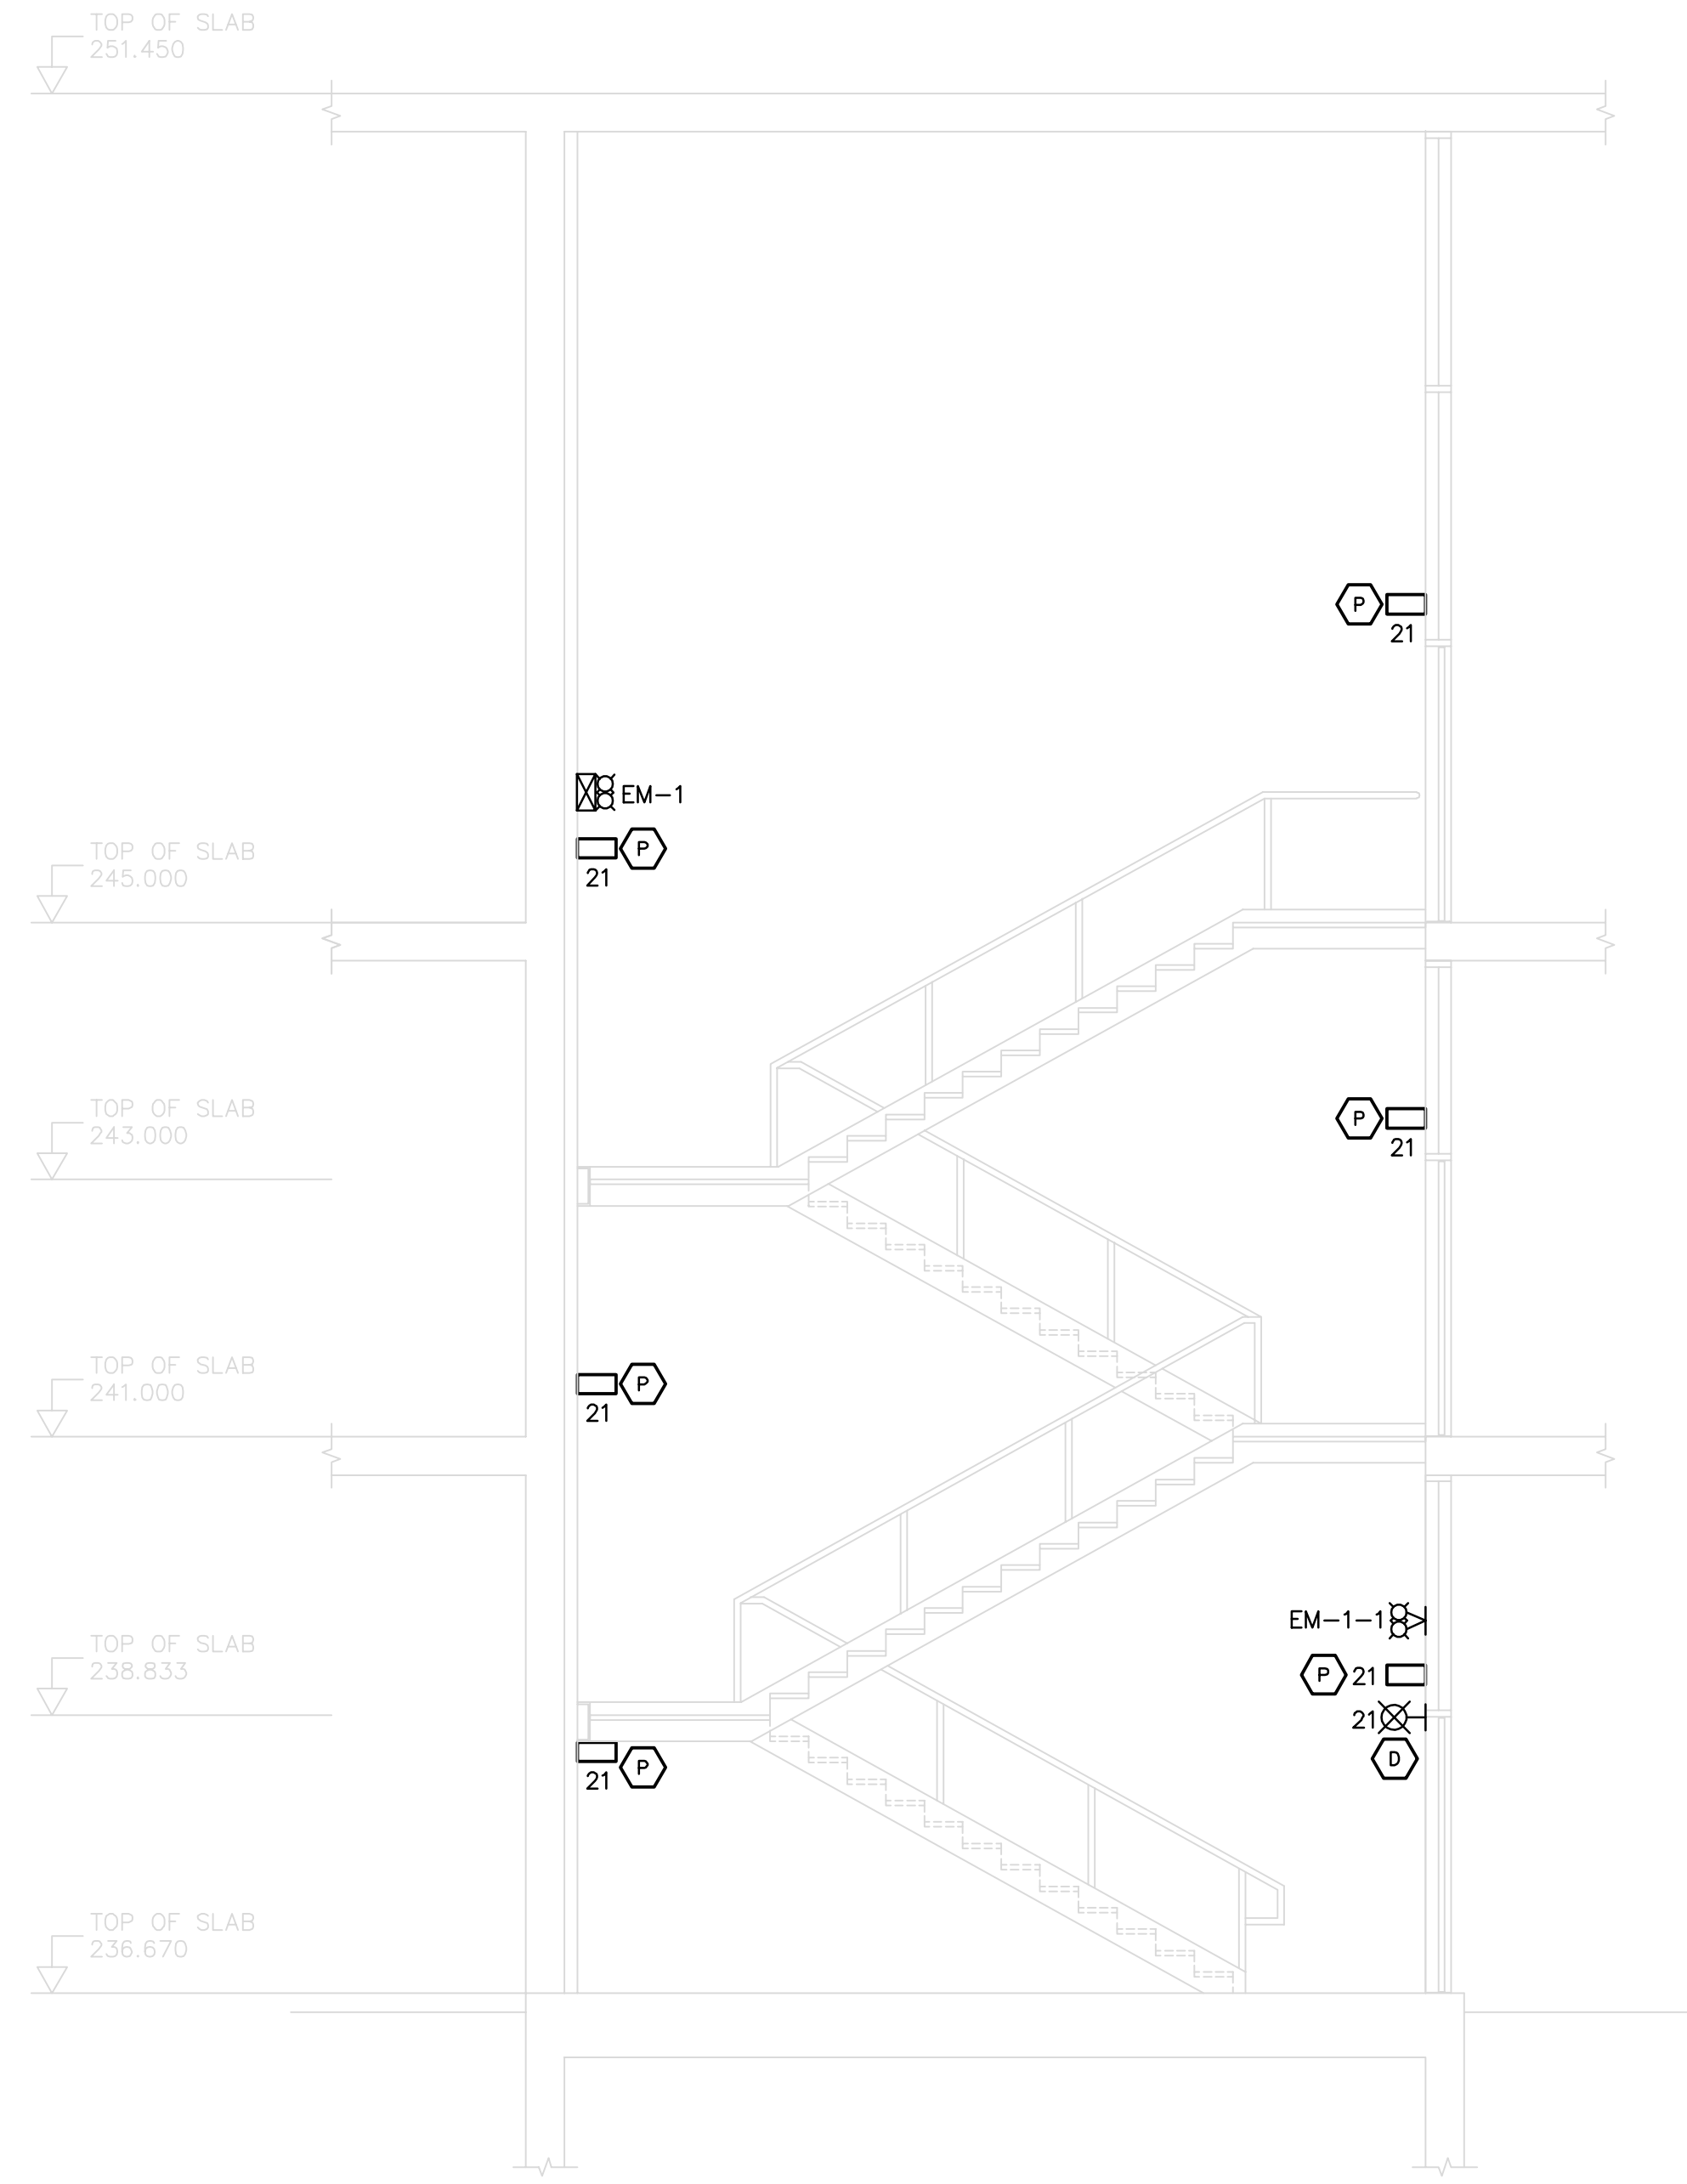 TOP OF SLAB
251.450
P
21
EM-1
P
21
TOP OF SLAB
245.000
TOP OF SLAB
243.000
P
21
TOP OF SLAB
241.000
P
21
TOP OF SLAB
238.833
EM-1-1
P 21
21
D
P
21
TOP OF SLAB
236.670